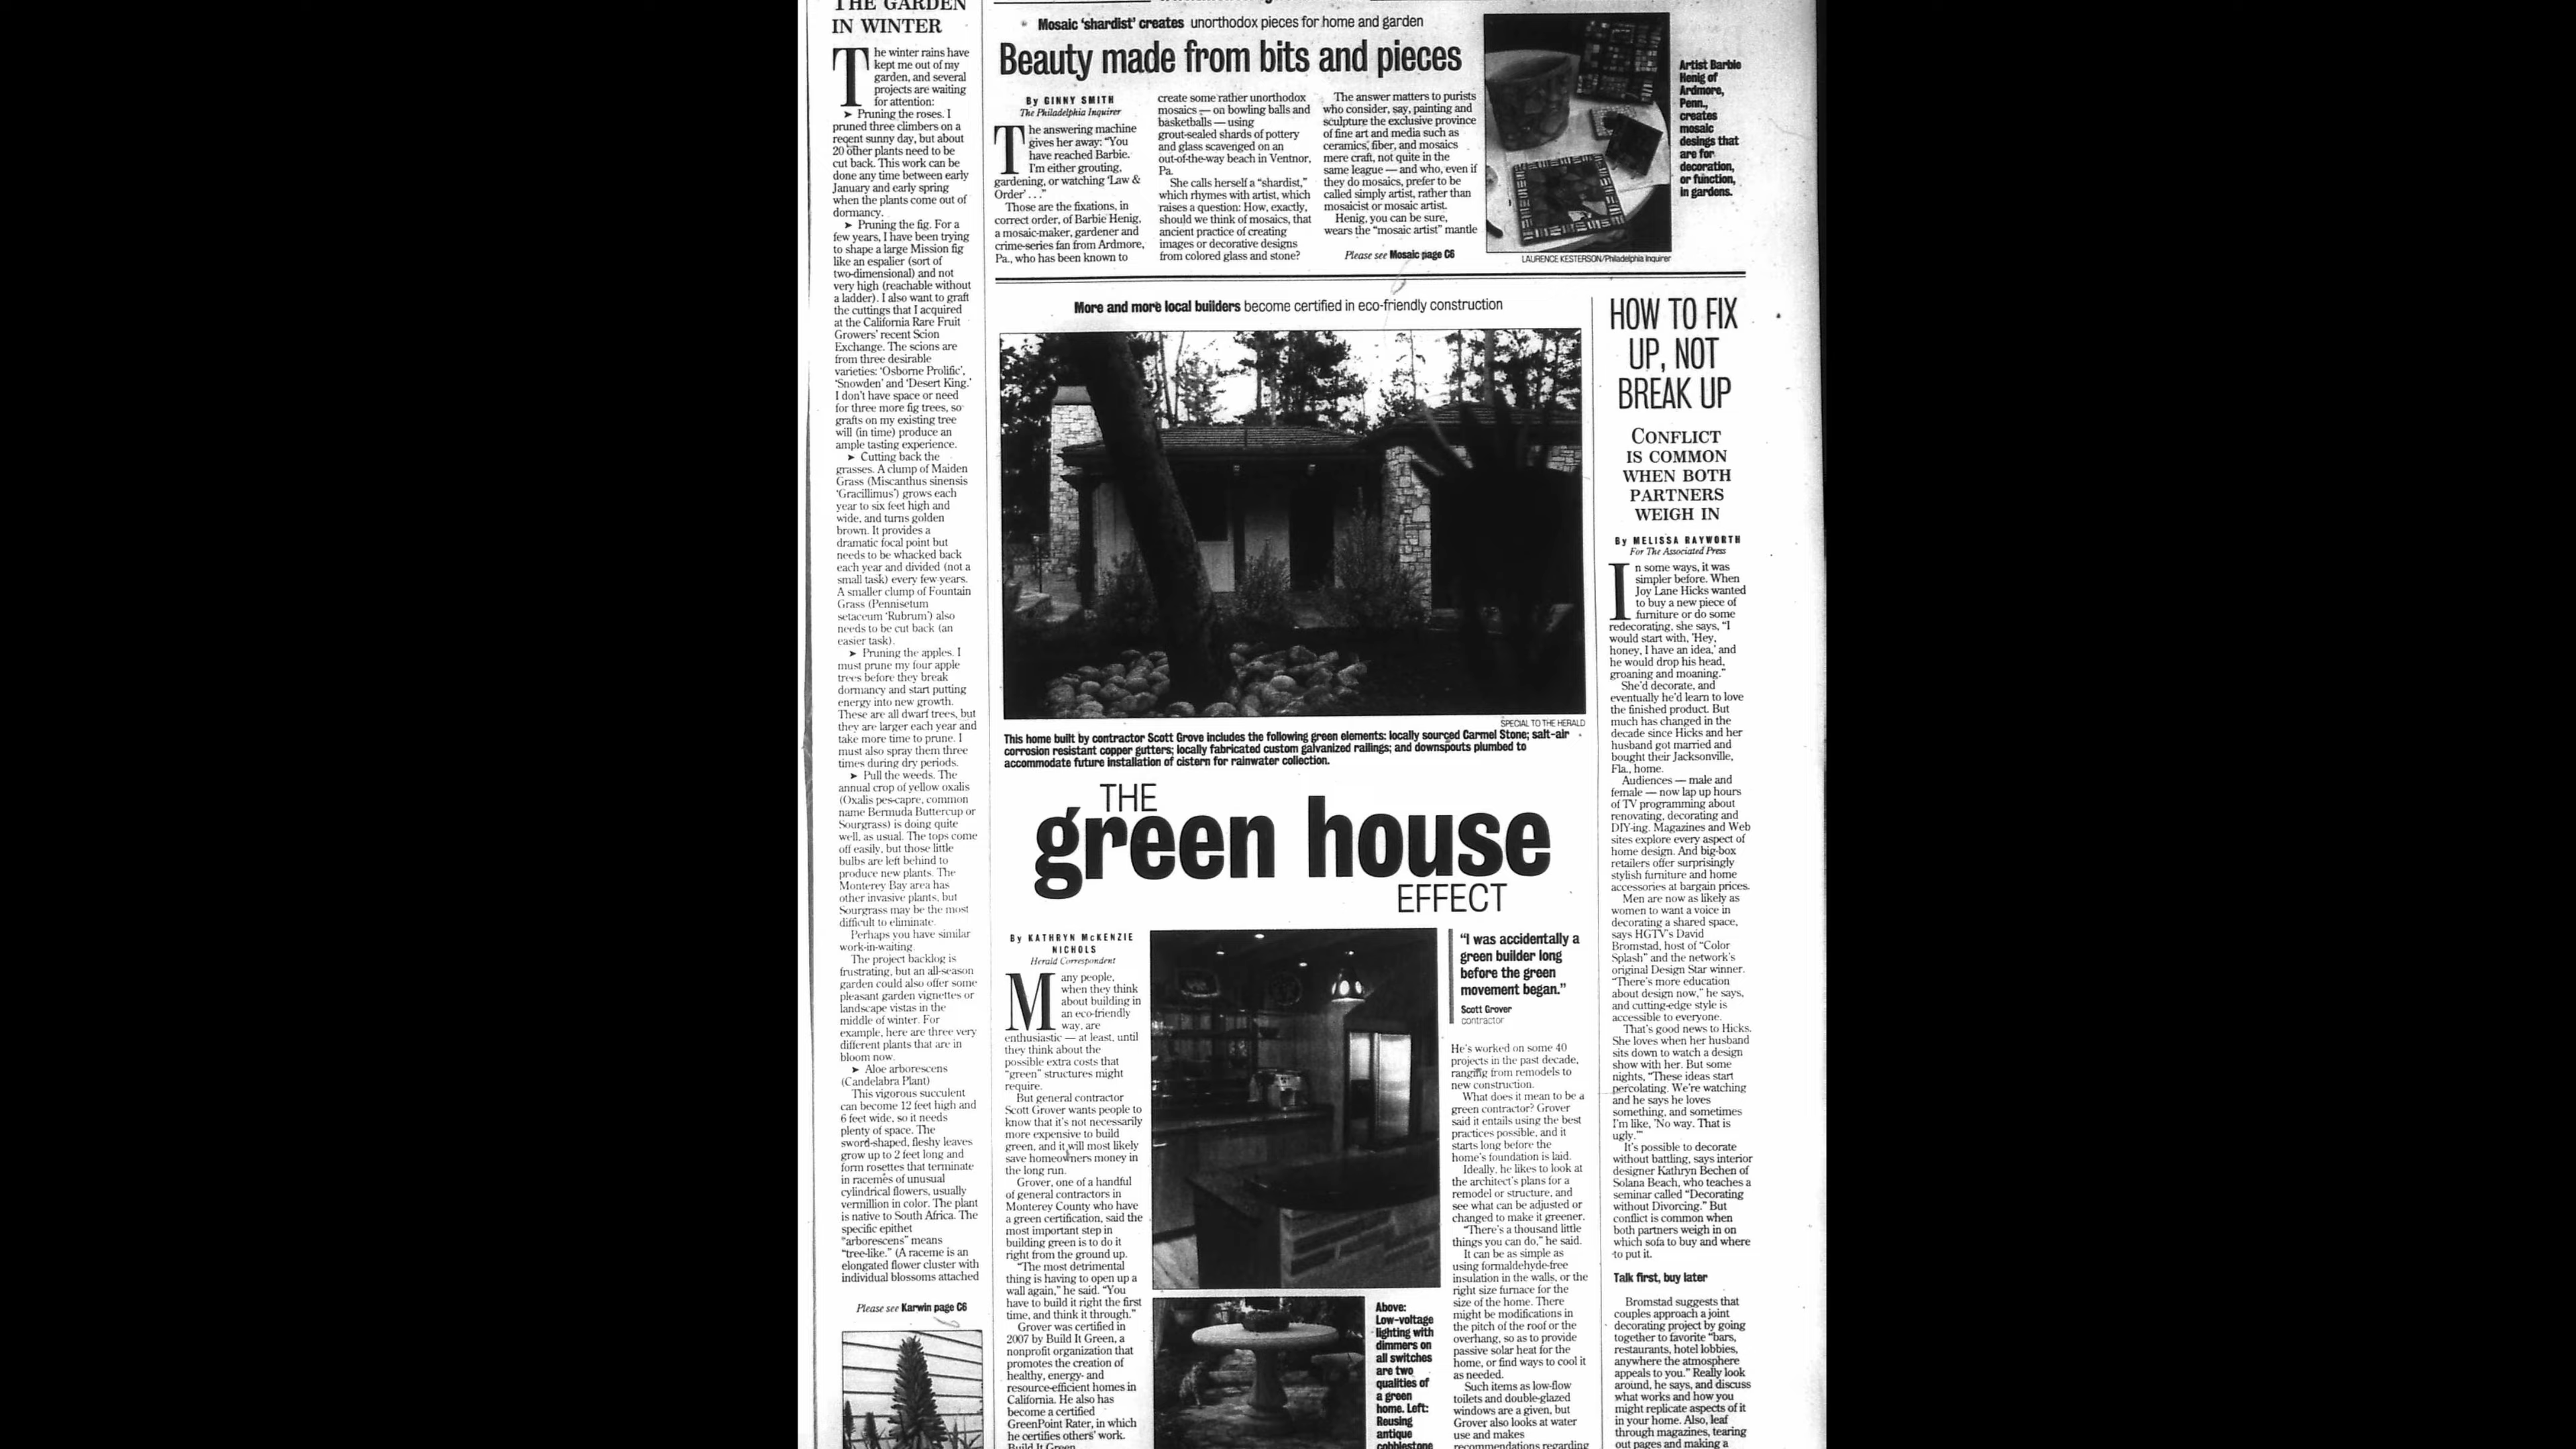 THE GARDEN
IN WINTER
The winter rains have
kept me out of my
garden, and several
projects are waiting
for attention:
➤ Pruning the roses. I
pruned three climbers on a
recent sunny day, but about
20 other plants need to be
cut back. This work can be
done any time between early
January and early spring
when the plants come out of
dormancy.
➤ Pruning the fig. For a
few years, I have been trying
to shape a large Mission fig
like an espalier (sort of
two-dimensional) and not
very high (reachable without
a ladder). I also want to graft
the cuttings that I acquired
at the California Rare Fruit
Growers' recent Scion
Exchange. The scions are
from three desirable
varieties: 'Osborne Prolific',
'Snowden' and 'Desert King.'
I don't have space or need
for three more fig trees, so
grafts on my existing tree
will (in time) produce an
ample tasting experience.
➤ Cutting back the
grasses. A clump of Maiden
Grass (Miscanthus sinensis
'Gracillimus') grows each
year to six feet high and
wide, and turns golden
brown. It provides a
dramatic focal point but
needs to be whacked back
each year and divided (not a
small task) every few years.
A smaller clump of Fountain
Grass (Pennisetum
setaceum 'Rubrum') also
needs to be cut back (an
easier task).
➤ Pruning the apples. I
must prune my four apple
trees before they break
dormancy and start putting
energy into new growth.
These are all dwarf trees, but
they are larger each year and
take more time to prune. I
must also spray them three
times during dry periods.
➤ Pull the weeds. The
annual crop of yellow oxalis
(Oxalis pes-capre, common
name Bermuda Buttercup or
Sourgrass) is doing quite
well, as usual. The tops come
off easily, but those little
bulbs are left behind to
produce new plants. The
Monterey Bay area has
other invasive plants, but
Sourgrass may be the most
difficult to eliminate.
Perhaps you have similar
work-in-waiting.
The project backlog is
frustrating, but an all-season
garden could also offer some
pleasant garden vignettes or
landscape vistas in the
middle of winter. For
example, here are three very
different plants that are in
bloom now.
➤ Aloe arborescens
(Candelabra Plant)
This vigorous succulent
can become 12 feet high and
6 feet wide, so it needs
plenty of space. The
sword-shaped, fleshy leaves
grow up to 2 feet long and
form rosettes that terminate
in racemes of unusual
cylindrical flowers, usually
vermillion in color. The plant
is native to South Africa. The
specific epithet
"arborescens" means
"tree-like." (A raceme is an
elongated flower cluster with
individual blossoms attached
Please see Karwin page C6
Mosaic 'shardist' creates unorthodox pieces for home and garden
Beauty made from bits and pieces
By GINNY SMITH
The Philadelphia Inquirer
The answering machine
gives her away: "You
have reached Barbie.
I'm either grouting,
gardening, or watching 'Law &
Order' . . ."
Those are the fixations, in
correct order, of Barbie Henig,
a mosaic-maker, gardener and
crime-series fan from Ardmore,
Pa., who has been known to
create some rather unorthodox
mosaics — on bowling balls and
basketballs — using
grout-sealed shards of pottery
and glass scavenged on an
out-of-the-way beach in Ventnor,
Pa.
She calls herself a "shardist,"
which rhymes with artist, which
raises a question: How, exactly,
should we think of mosaics, that
ancient practice of creating
images or decorative designs
from colored glass and stone?
The answer matters to purists
who consider, say, painting and
sculpture the exclusive province
of fine art and media such as
ceramics, fiber, and mosaics
mere craft, not quite in the
same league — and who, even if
they do mosaics, prefer to be
called simply artist, rather than
mosaicist or mosaic artist.
Henig, you can be sure,
wears the "mosaic artist" mantle
Please see Mosaic page C6
LAURENCE KESTERSON/Philadelphia Inquirer
Artist Barbie
Henig of
Ardmore,
Penn.,
creates
mosaic
desings that
are for
decoration,
or function,
in gardens.
More and more local builders become certified in eco-friendly construction
SPECIAL TO THE HERALD
This home built by contractor Scott Grove includes the following green elements: locally sourced Carmel Stone; salt-air
corrosion resistant copper gutters; locally fabricated custom galvanized railings; and downspouts plumbed to
accommodate future installation of cistern for rainwater collection.
THE
green house
EFFECT
By KATHRYN McKENZIE
NICHOLS
Herald Correspondent
Many people,
when they think
about building in
an eco-friendly
way, are
enthusiastic — at least, until
they think about the
possible extra costs that
"green" structures might
require.
But general contractor
Scott Grover wants people to
know that it's not necessarily
more expensive to build
green, and it will most likely
save homeowners money in
the long run.
Grover, one of a handful
of general contractors in
Monterey County who have
a green certification, said the
most important step in
building green is to do it
right from the ground up.
"The most detrimental
thing is having to open up a
wall again," he said. "You
have to build it right the first
time, and think it through."
Grover was certified in
2007 by Build It Green, a
nonprofit organization that
promotes the creation of
healthy, energy- and
resource-efficient homes in
California. He also has
become a certified
GreenPoint Rater, in which
he certifies others' work.
Build It Green
Above:
Low-voltage
lighting with
dimmers on
all switches
are two
qualities of
a green
home. Left:
Reusing
antique
cobblestone
"I was accidentally a
green builder long
before the green
movement began."
Scott Grover
contractor
He's worked on some 40
projects in the past decade,
ranging from remodels to
new construction.
What does it mean to be a
green contractor? Grover
said it entails using the best
practices possible, and it
starts long before the
home's foundation is laid.
Ideally, he likes to look at
the architect's plans for a
remodel or structure, and
see what can be adjusted or
changed to make it greener.
"There's a thousand little
things you can do," he said.
It can be as simple as
using formaldehyde-free
insulation in the walls, or the
right size furnace for the
size of the home. There
might be modifications in
the pitch of the roof or the
overhang, so as to provide
passive solar heat for the
home, or find ways to cool it
as needed.
Such items as low-flow
toilets and double-glazed
windows are a given, but
Grover also looks at water
use and makes
recommendations regarding
HOW TO FIX
UP, NOT
BREAK UP
CONFLICT
IS COMMON
WHEN BOTH
PARTNERS
WEIGH IN
By MELISSA RAYWORTH
For The Associated Press
In some ways, it was
simpler before. When
Joy Lane Hicks wanted
to buy a new piece of
furniture or do some
redecorating, she says, "I
would start with, 'Hey,
honey, I have an idea,' and
he would drop his head,
groaning and moaning."
She'd decorate, and
eventually he'd learn to love
the finished product. But
much has changed in the
decade since Hicks and her
husband got married and
bought their Jacksonville,
Fla., home.
Audiences — male and
female — now lap up hours
of TV programming about
renovating, decorating and
DIY-ing. Magazines and Web
sites explore every aspect of
home design. And big-box
retailers offer surprisingly
stylish furniture and home
accessories at bargain prices.
Men are now as likely as
women to want a voice in
decorating a shared space,
says HGTV's David
Bromstad, host of "Color
Splash" and the network's
original Design Star winner.
"There's more education
about design now," he says,
and cutting-edge style is
accessible to everyone.
That's good news to Hicks.
She loves when her husband
sits down to watch a design
show with her. But some
nights, "These ideas start
percolating. We're watching
and he says he loves
something, and sometimes
I'm like, 'No way. That is
ugly.'"
It's possible to decorate
without battling, says interior
designer Kathryn Bechen of
Solana Beach, who teaches a
seminar called "Decorating
without Divorcing." But
conflict is common when
both partners weigh in on
which sofa to buy and where
to put it.
Talk first, buy later
Bromstad suggests that
couples approach a joint
decorating project by going
together to favorite "bars,
restaurants, hotel lobbies,
anywhere the atmosphere
appeals to you." Really look
around, he says, and discuss
what works and how you
might replicate aspects of it
in your home. Also, leaf
through magazines, tearing
out pages and making a